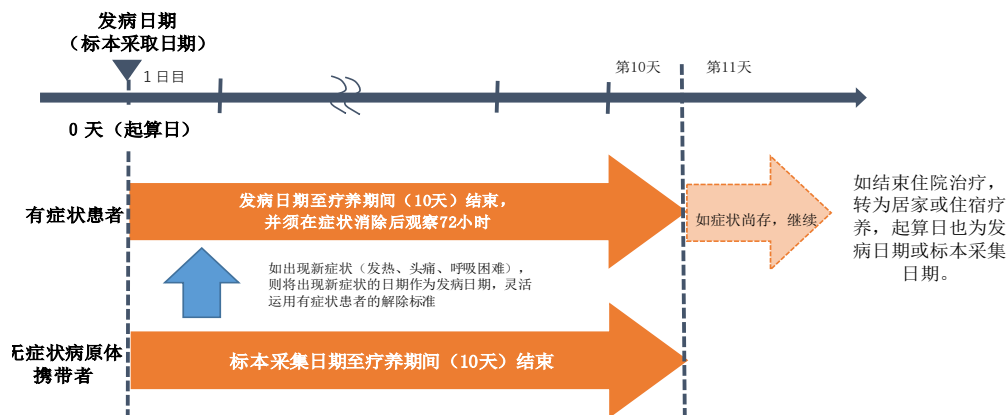 发病日期
（标本采取日期）
1 日目
第10天
第11天
0 天（起算日）
有症状患者
发病日期至疗养期间（10天）结束，
并须在症状消除后观察72小时
如症状尚存，继续
如结束住院治疗，
转为居家或住宿疗
养，起算日也为发
病日期或标本采集
日期。
如出现新症状（发热、头痛、呼吸困难），
则将出现新症状的日期作为发病日期，灵活
运用有症状患者的解除标准
无症状病原体
携带者
标本采集日期至疗养期间（10天）结束